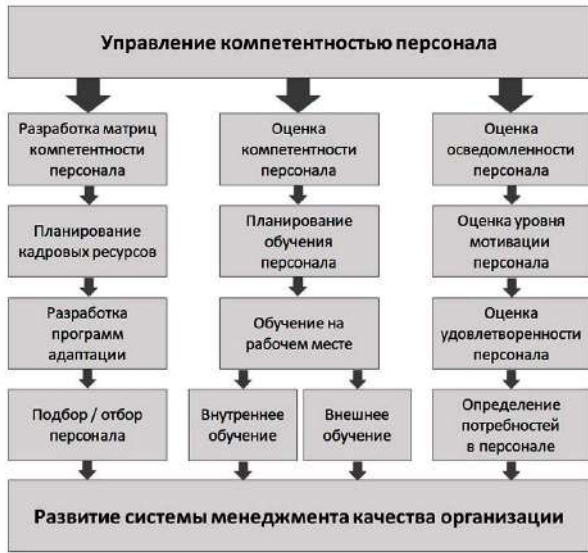 Управление компетентностью персонала
Разработка матриц
компетентности
персонала
Оценка
компетентности
персонала
Оценка
осведомленности
персонала
Планирование
кадровых ресурсов
Планирование
обучения
персонала
Оценка уровня
мотивации
персонала
Разработка
программ
адаптации
Обучение на
рабочем месте
Оценка
удовлетворенности
персонала
Подбор / отбор
персонала
Внутреннее
обучение
Внешнее
обучение
Определение
потребностей
в персонале
Развитие системы менеджмента качества организации